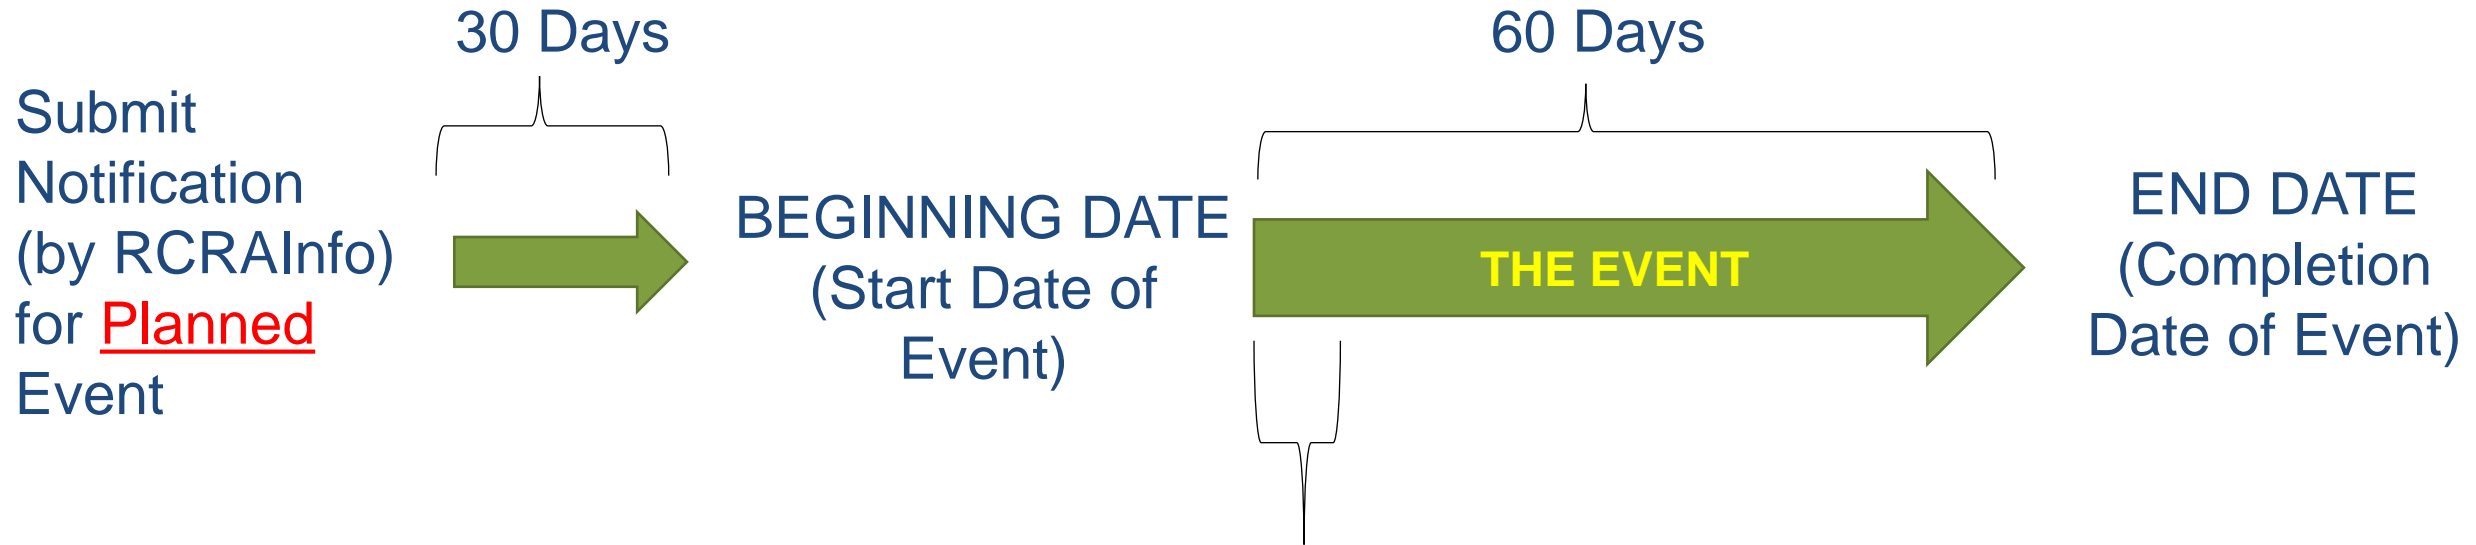 30 Days
60 Days
Submit
Notification
(by RCRAInfo)
for Planned
Event
BEGINNING DATE
(Start Date of
Event)
THE EVENT
END DATE
(Completion
Date of Event)